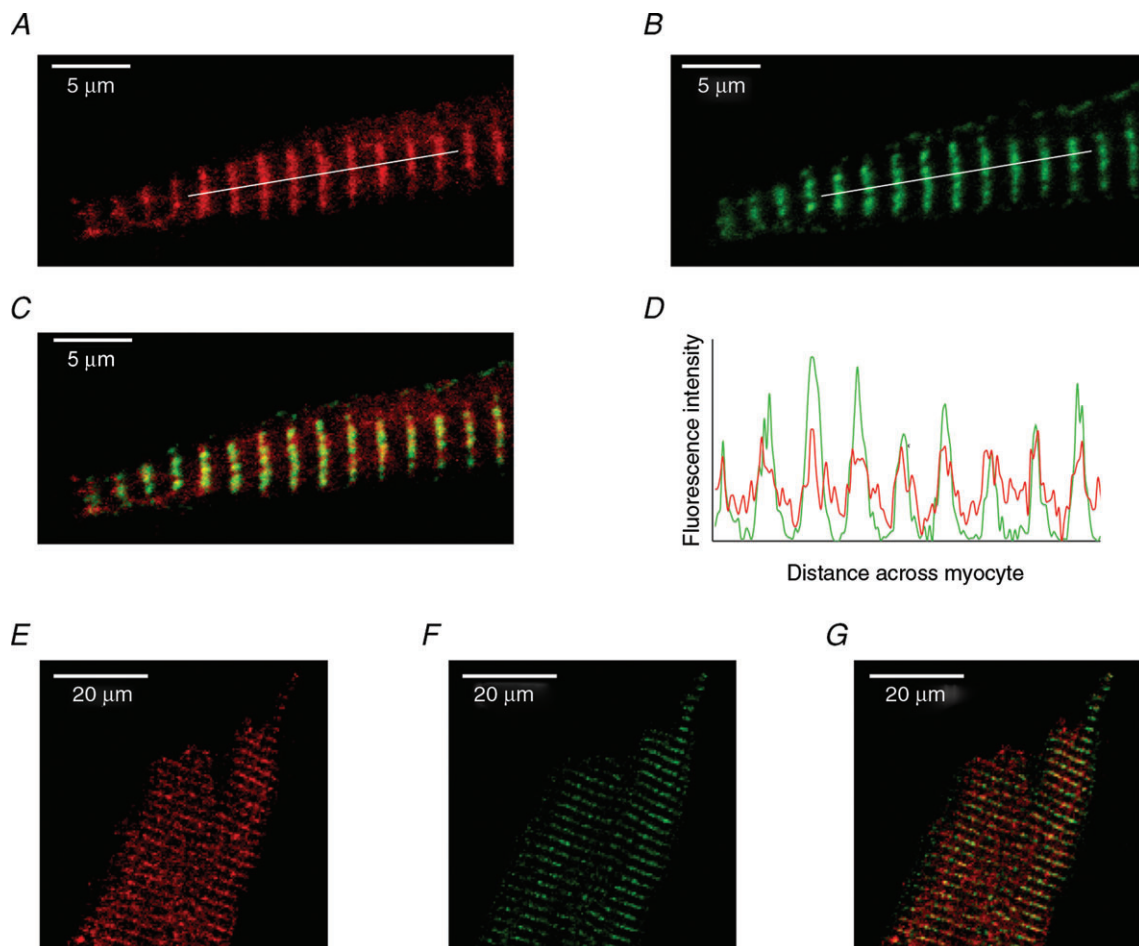 A
5 μm
B
5 μm
C
5 μm
D
Fluorescence intensity
Distance across myocyte
E
20 μm
F
20 μm
G
20 μm